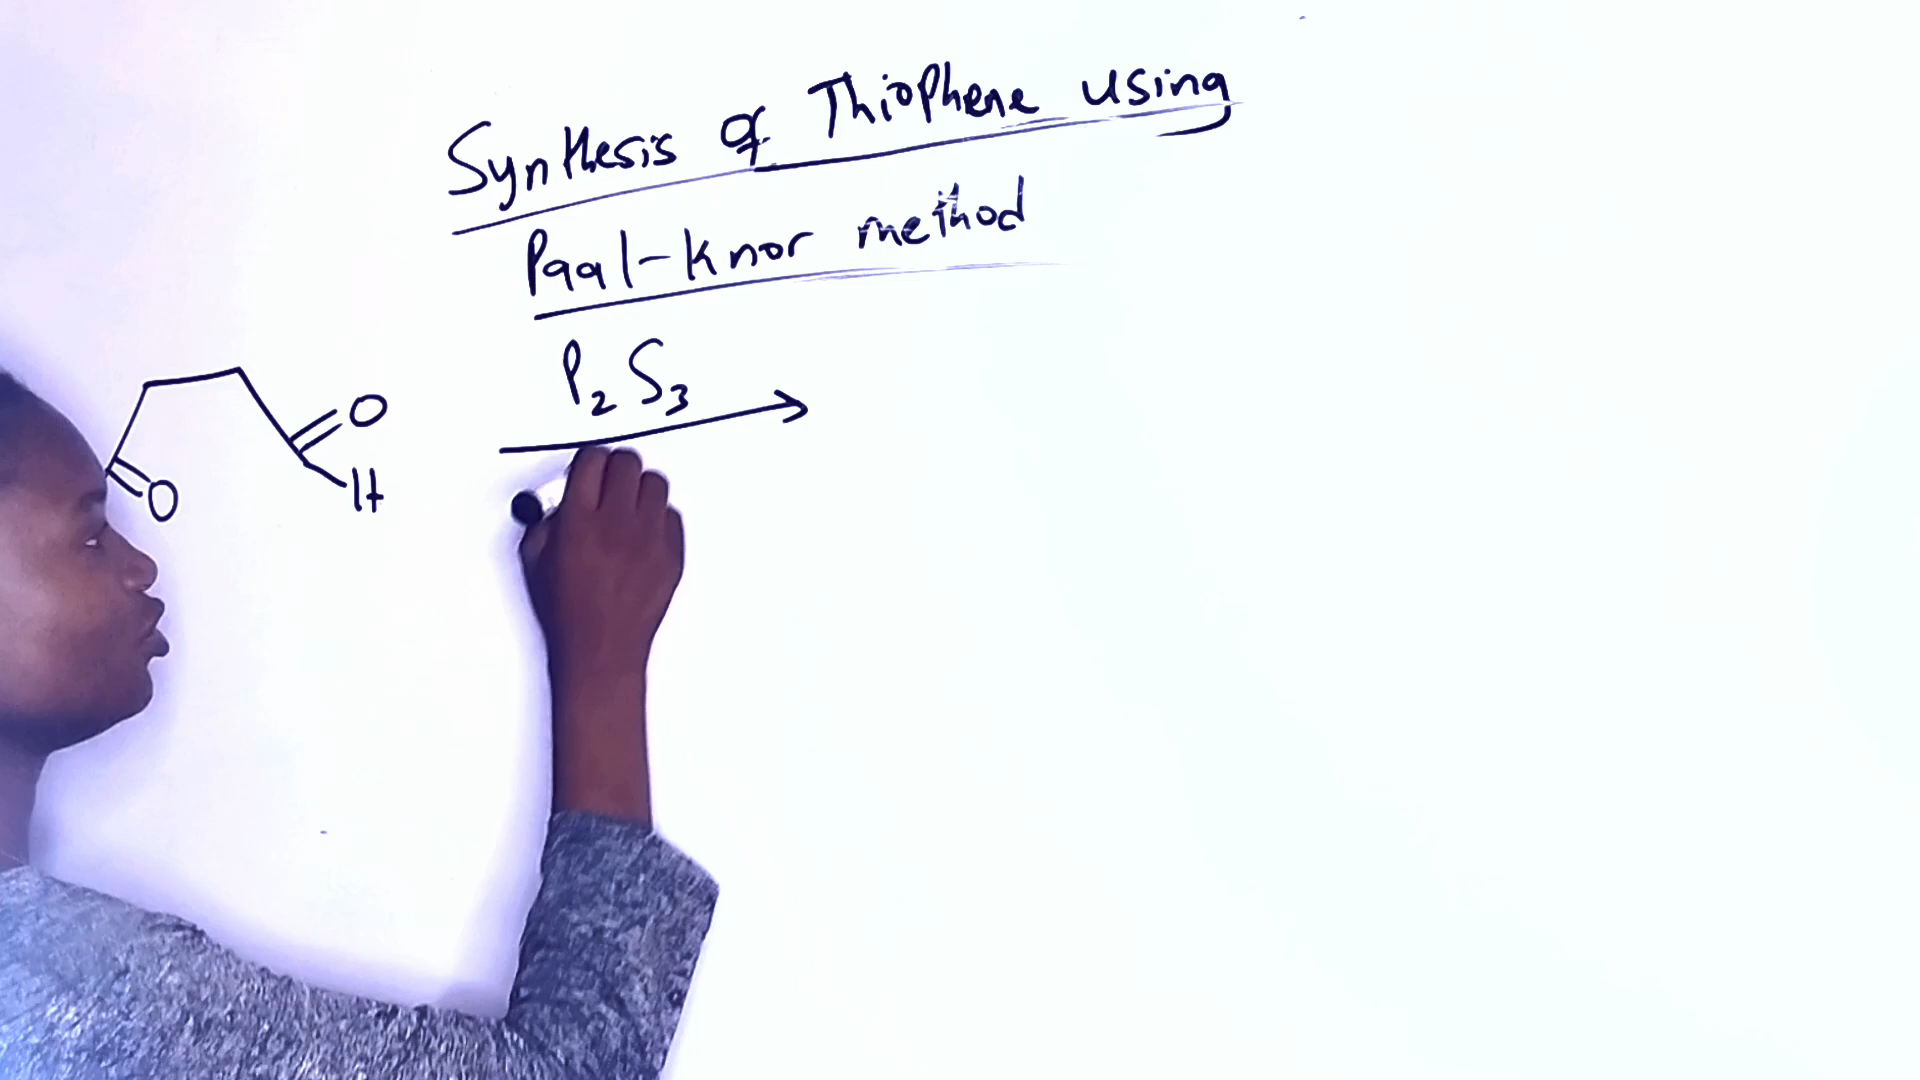 Synthesis of Thiophene using
Paal-Knor method
P2S3
O
O
H